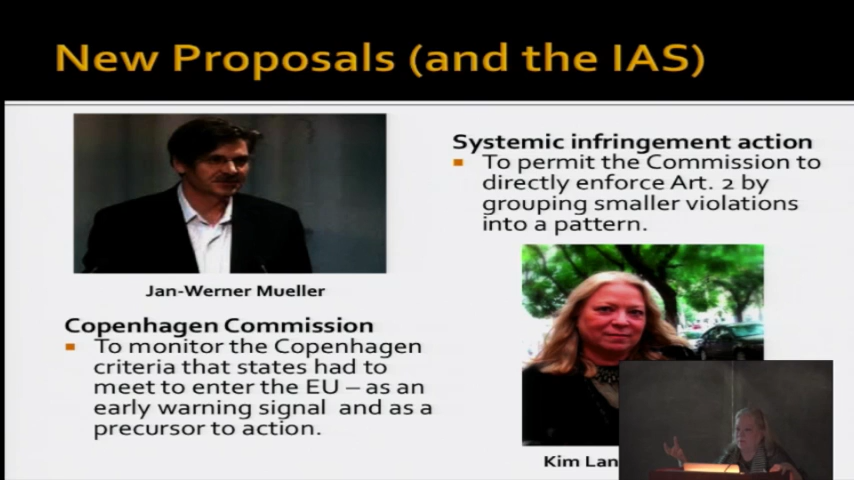 New Proposals (and the IAS)
Jan-Werner Mueller
Copenhagen Commission
To monitor the Copenhagen
criteria that states had to
meet to enter the EU – as an
early warning signal and as a
precursor to action.
Systemic infringement action
To permit the Commission to
directly enforce Art. 2 by
grouping smaller violations
into a pattern.
Kim Lan